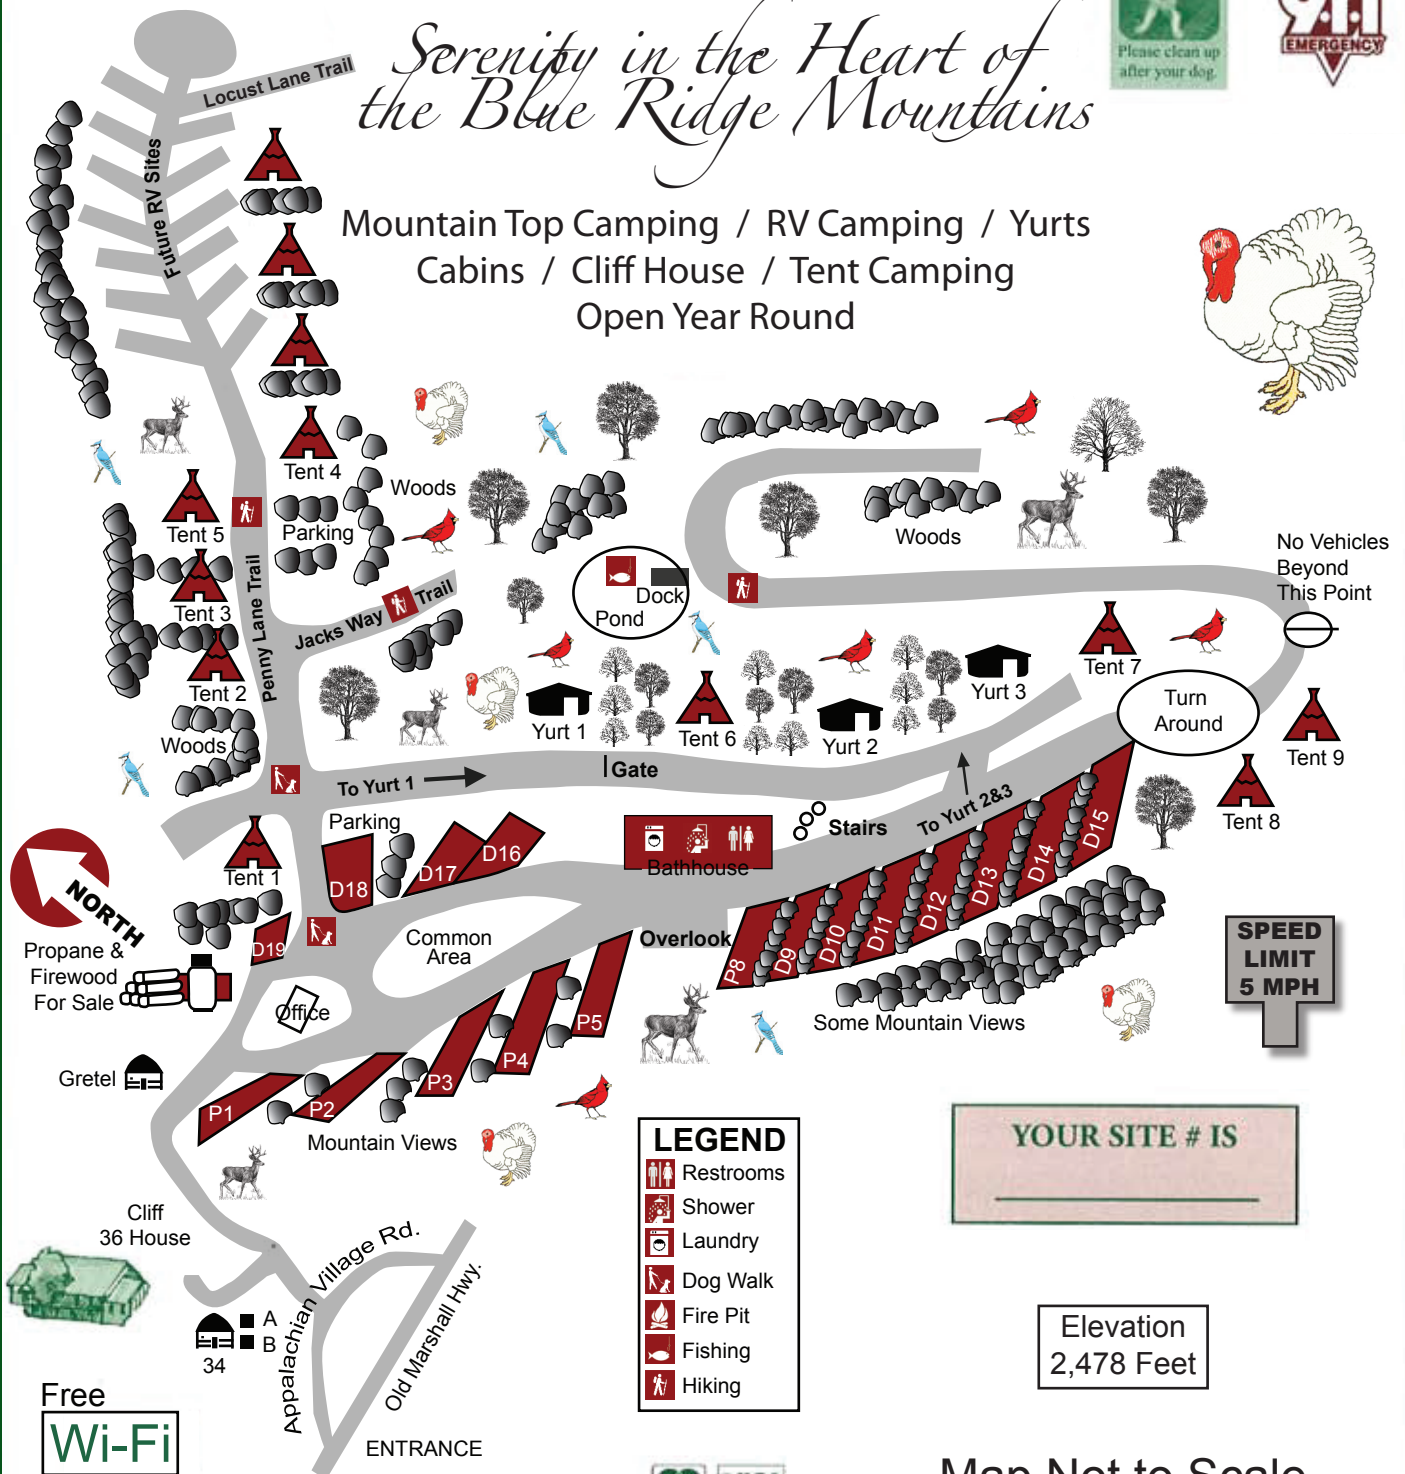 Serenity in the Heart of
the Blue Ridge Mountains
Please clean up
after your dog.
9-1-1
EMERGENCY
Mountain Top Camping / RV Camping / Yurts
Cabins / Cliff House / Tent Camping
Open Year Round
Locust Lane Trail
Future RV Sites
Tent 4
Woods
Tent 5
Parking
Woods
No Vehicles
Beyond
This Point
Tent 3
Dock
Pond
Jacks Way Trail
Penny Lane Trail
Tent 2
Tent 7
Yurt 3
Turn
Around
Yurt 1
Tent 6
Yurt 2
Woods
Tent 9
Gate
To Yurt 1
To Yurt 2&3
Stairs
Tent 8
Parking
Bathhouse
D15
D14
D13
D12
D11
D10
D9
P8
D16
D17
D18
Tent 1
D19
NORTH
Common
Area
Overlook
SPEED
LIMIT
5 MPH
Propane &
Firewood
For Sale
Office
Some Mountain Views
P5
P4
P3
P2
P1
Gretel
Mountain Views
LEGEND
Restrooms
Shower
Laundry
Dog Walk
Fire Pit
Fishing
Hiking
YOUR SITE # IS
Cliff
36 House
Appalachian Village Rd.
Old Marshall Hwy.
A
B
34
Elevation
2,478 Feet
Free
Wi-Fi
ENTRANCE
Map Not to Scale